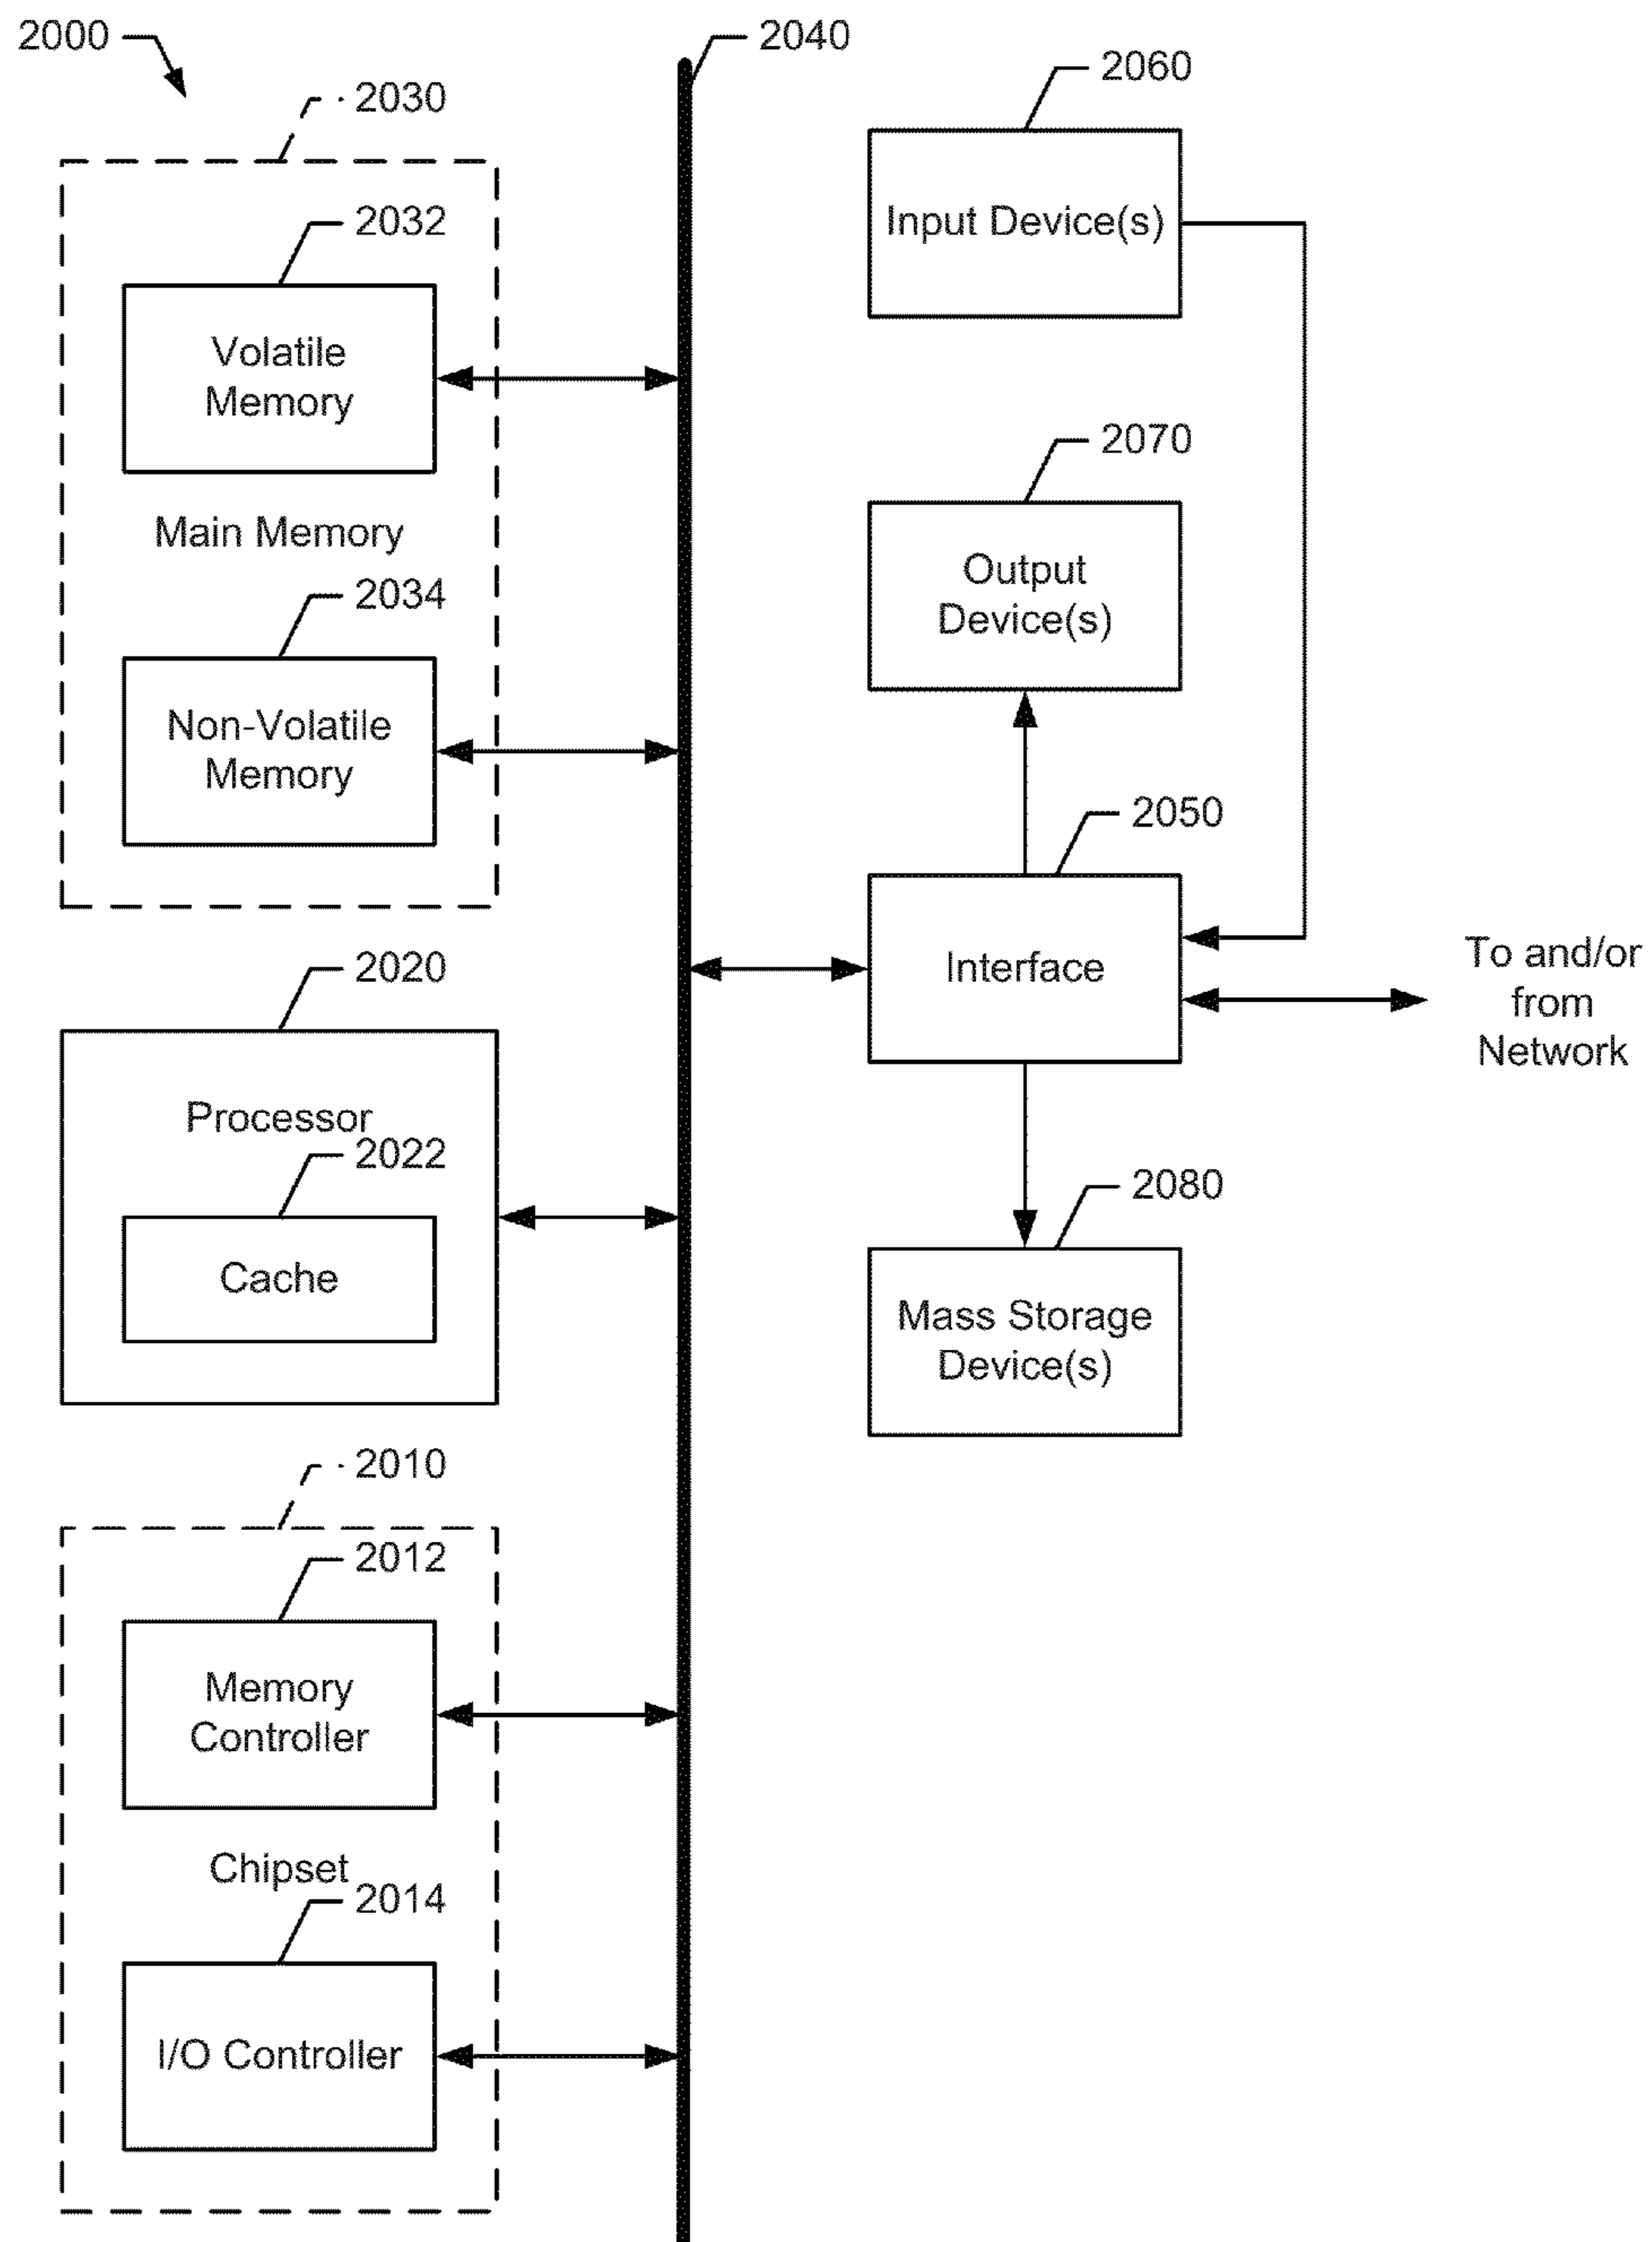 2000
2040
2060
2030
Input Device(s)
2032
Volatile
Memory
2070
Main Memory
Output
Device(s)
2034
Non-Volatile
Memory
2050
Interface
To and/or
from
Network
2020
Processor
2022
Cache
2080
Mass Storage
Device(s)
2010
2012
Memory
Controller
Chipset
2014
I/O Controller